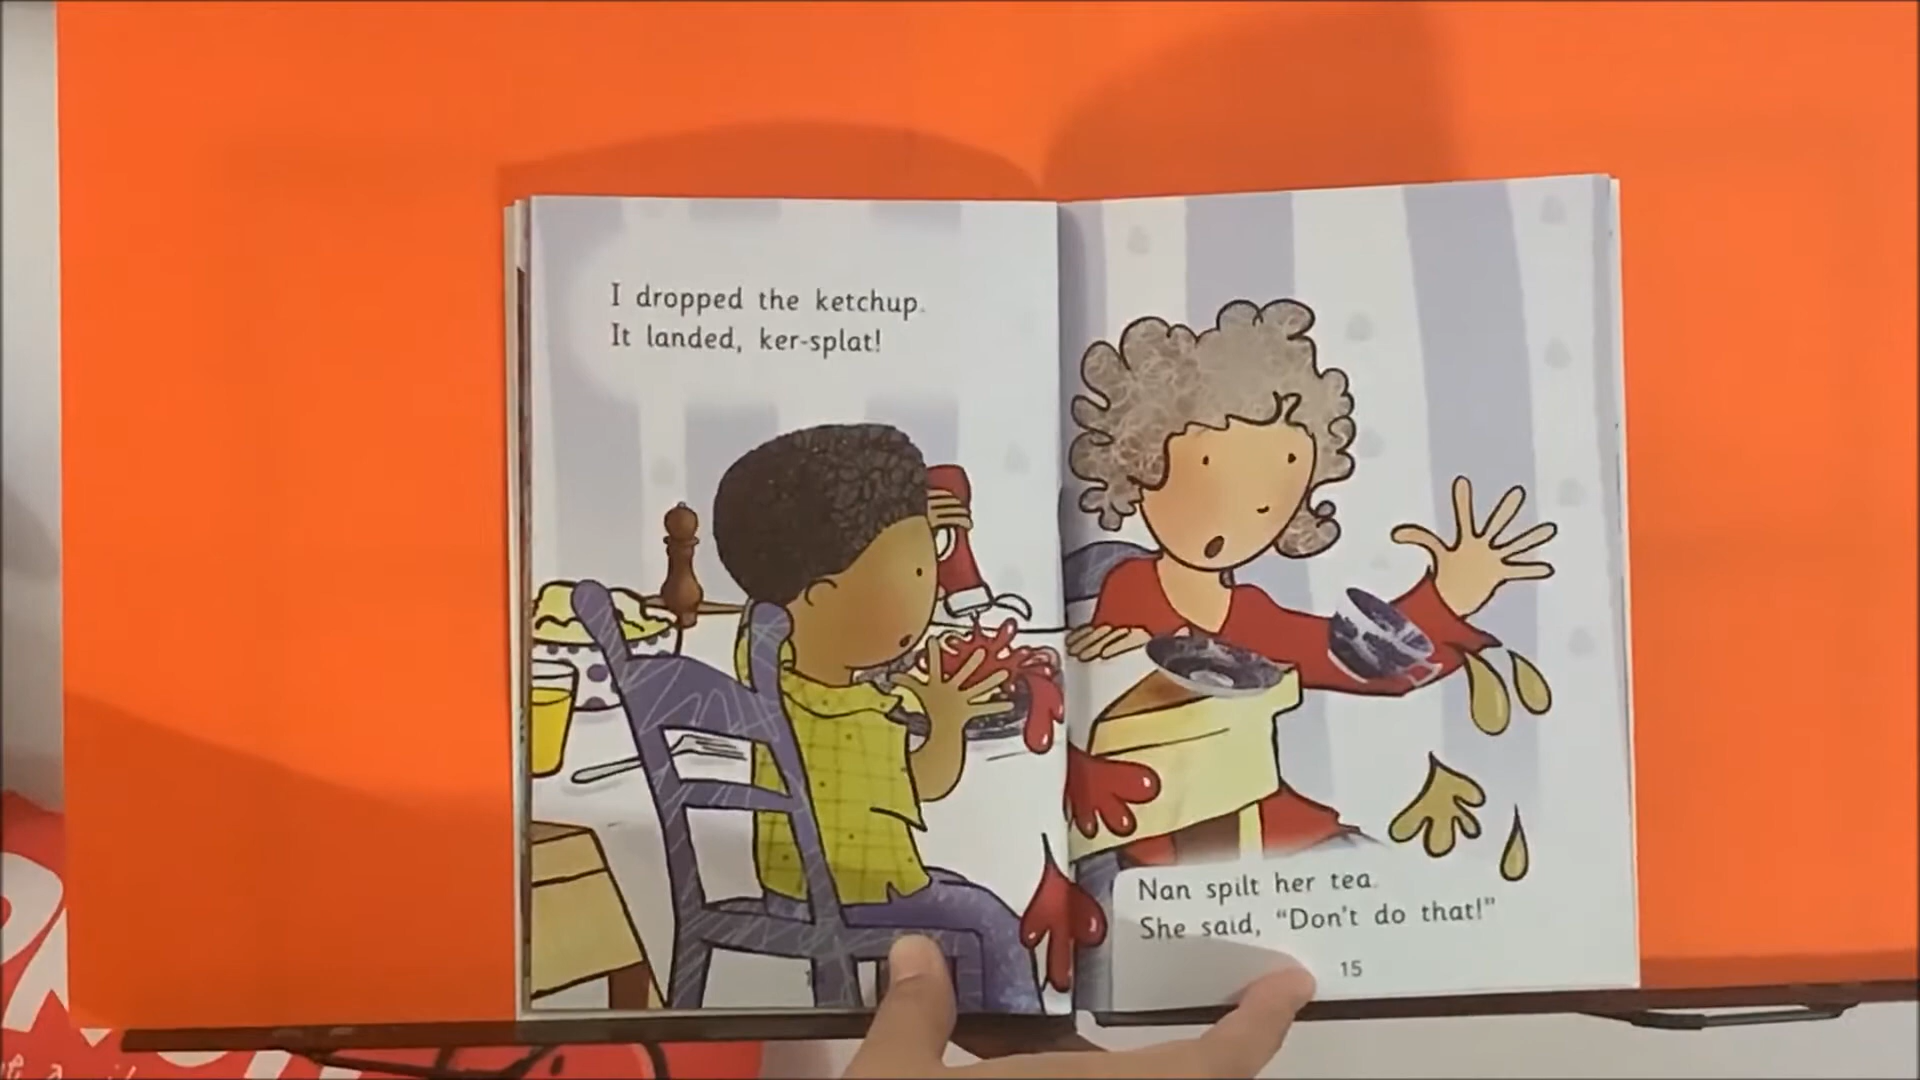 I dropped the ketchup.
It landed, ker-splat!
Nan spilt her tea.
She said, “Don't do that!”
15